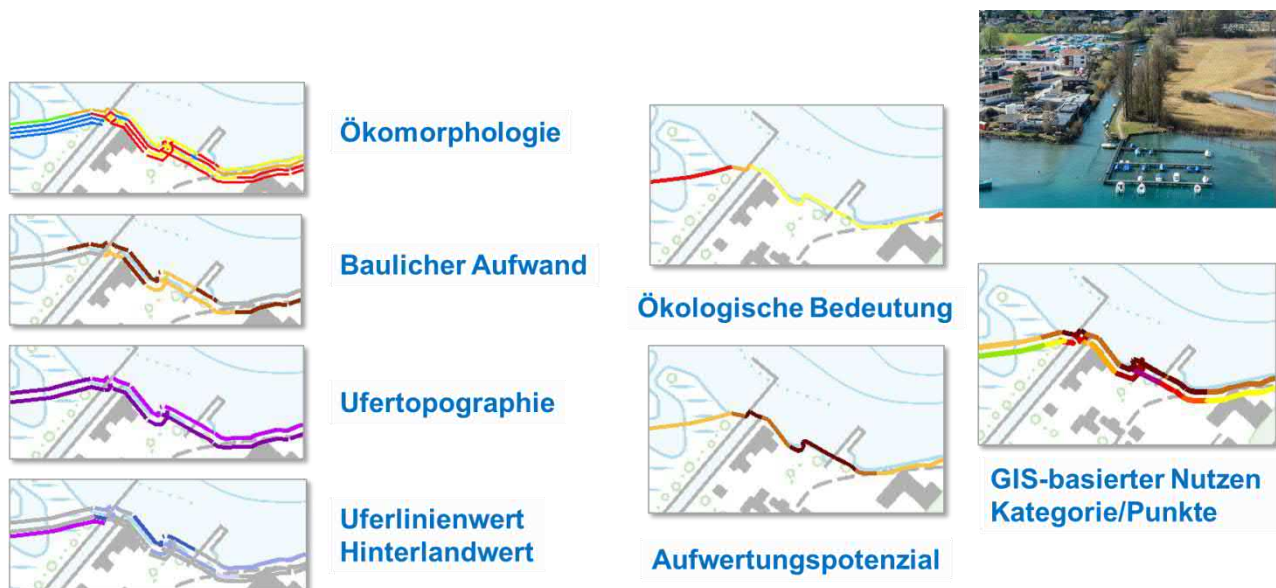 Ökomorphologie
Baulicher Aufwand
Ufertopographie
Uferlinienwert
Hinterlandwert
Ökologische Bedeutung
Aufwertungspotenzial
GIS-basierter Nutzen
Kategorie/Punkte